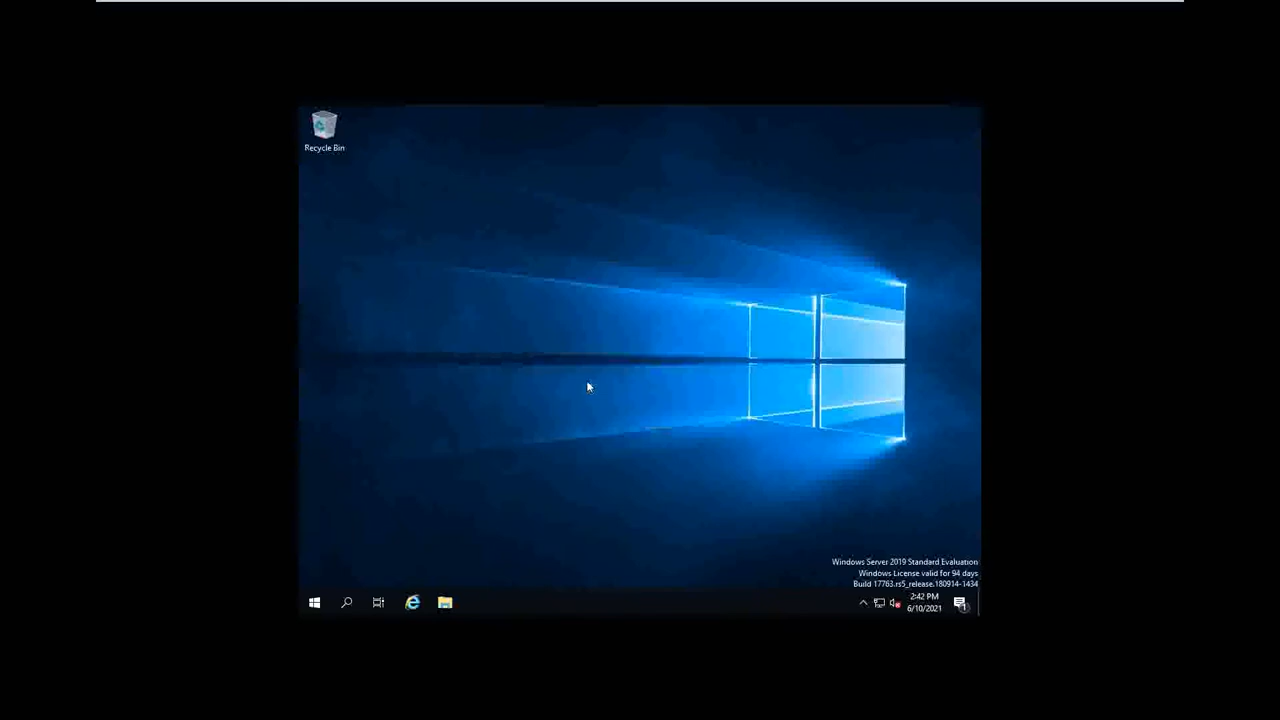 Recycle Bin
Windows Server 2019 Standard Evaluation
Windows License valid for 94 days
Build 17763.rs5_release.180914-1434
2:42 PM
6/10/2021
1